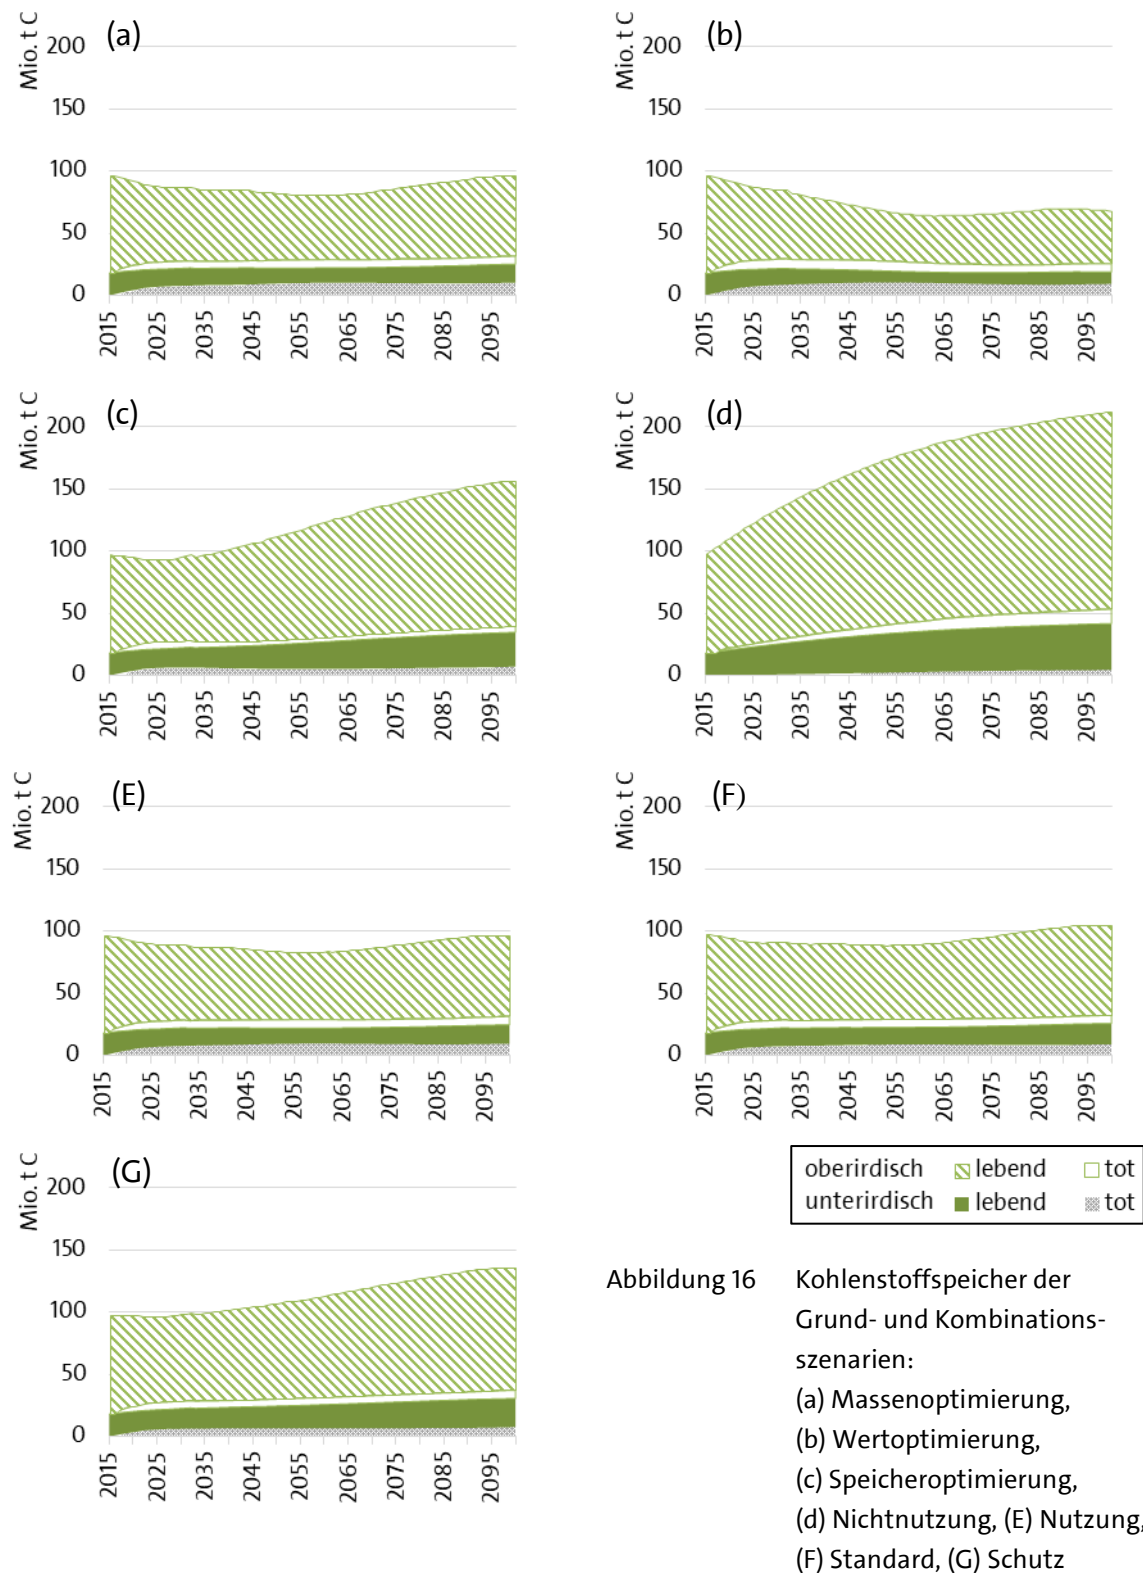 (a)
Mio. t C
200
150
100
50
0
2015 2025 2035 2045 2055 2065 2075 2085 2095
(b)
Mio. t C
200
150
100
50
0
2015 2025 2035 2045 2055 2065 2075 2085 2095
(c)
Mio. t C
200
150
100
50
0
2015 2025 2035 2045 2055 2065 2075 2085 2095
(d)
Mio. t C
200
150
100
50
0
2015 2025 2035 2045 2055 2065 2075 2085 2095
(E)
Mio. t C
200
150
100
50
0
2015 2025 2035 2045 2055 2065 2075 2085 2095
(F)
Mio. t C
200
150
100
50
0
2015 2025 2035 2045 2055 2065 2075 2085 2095
(G)
Mio. t C
200
150
100
50
0
2015 2025 2035 2045 2055 2065 2075 2085 2095
oberirdisch lebend tot
unterirdisch lebend tot
Abbildung 16 Kohlenstoffspeicher der
Grund- und Kombinations-
szenarien:
(a) Massenoptimierung,
(b) Wertoptimierung,
(c) Speicheroptimierung,
(d) Nichtnutzung, (E) Nutzung,
(F) Standard, (G) Schutz